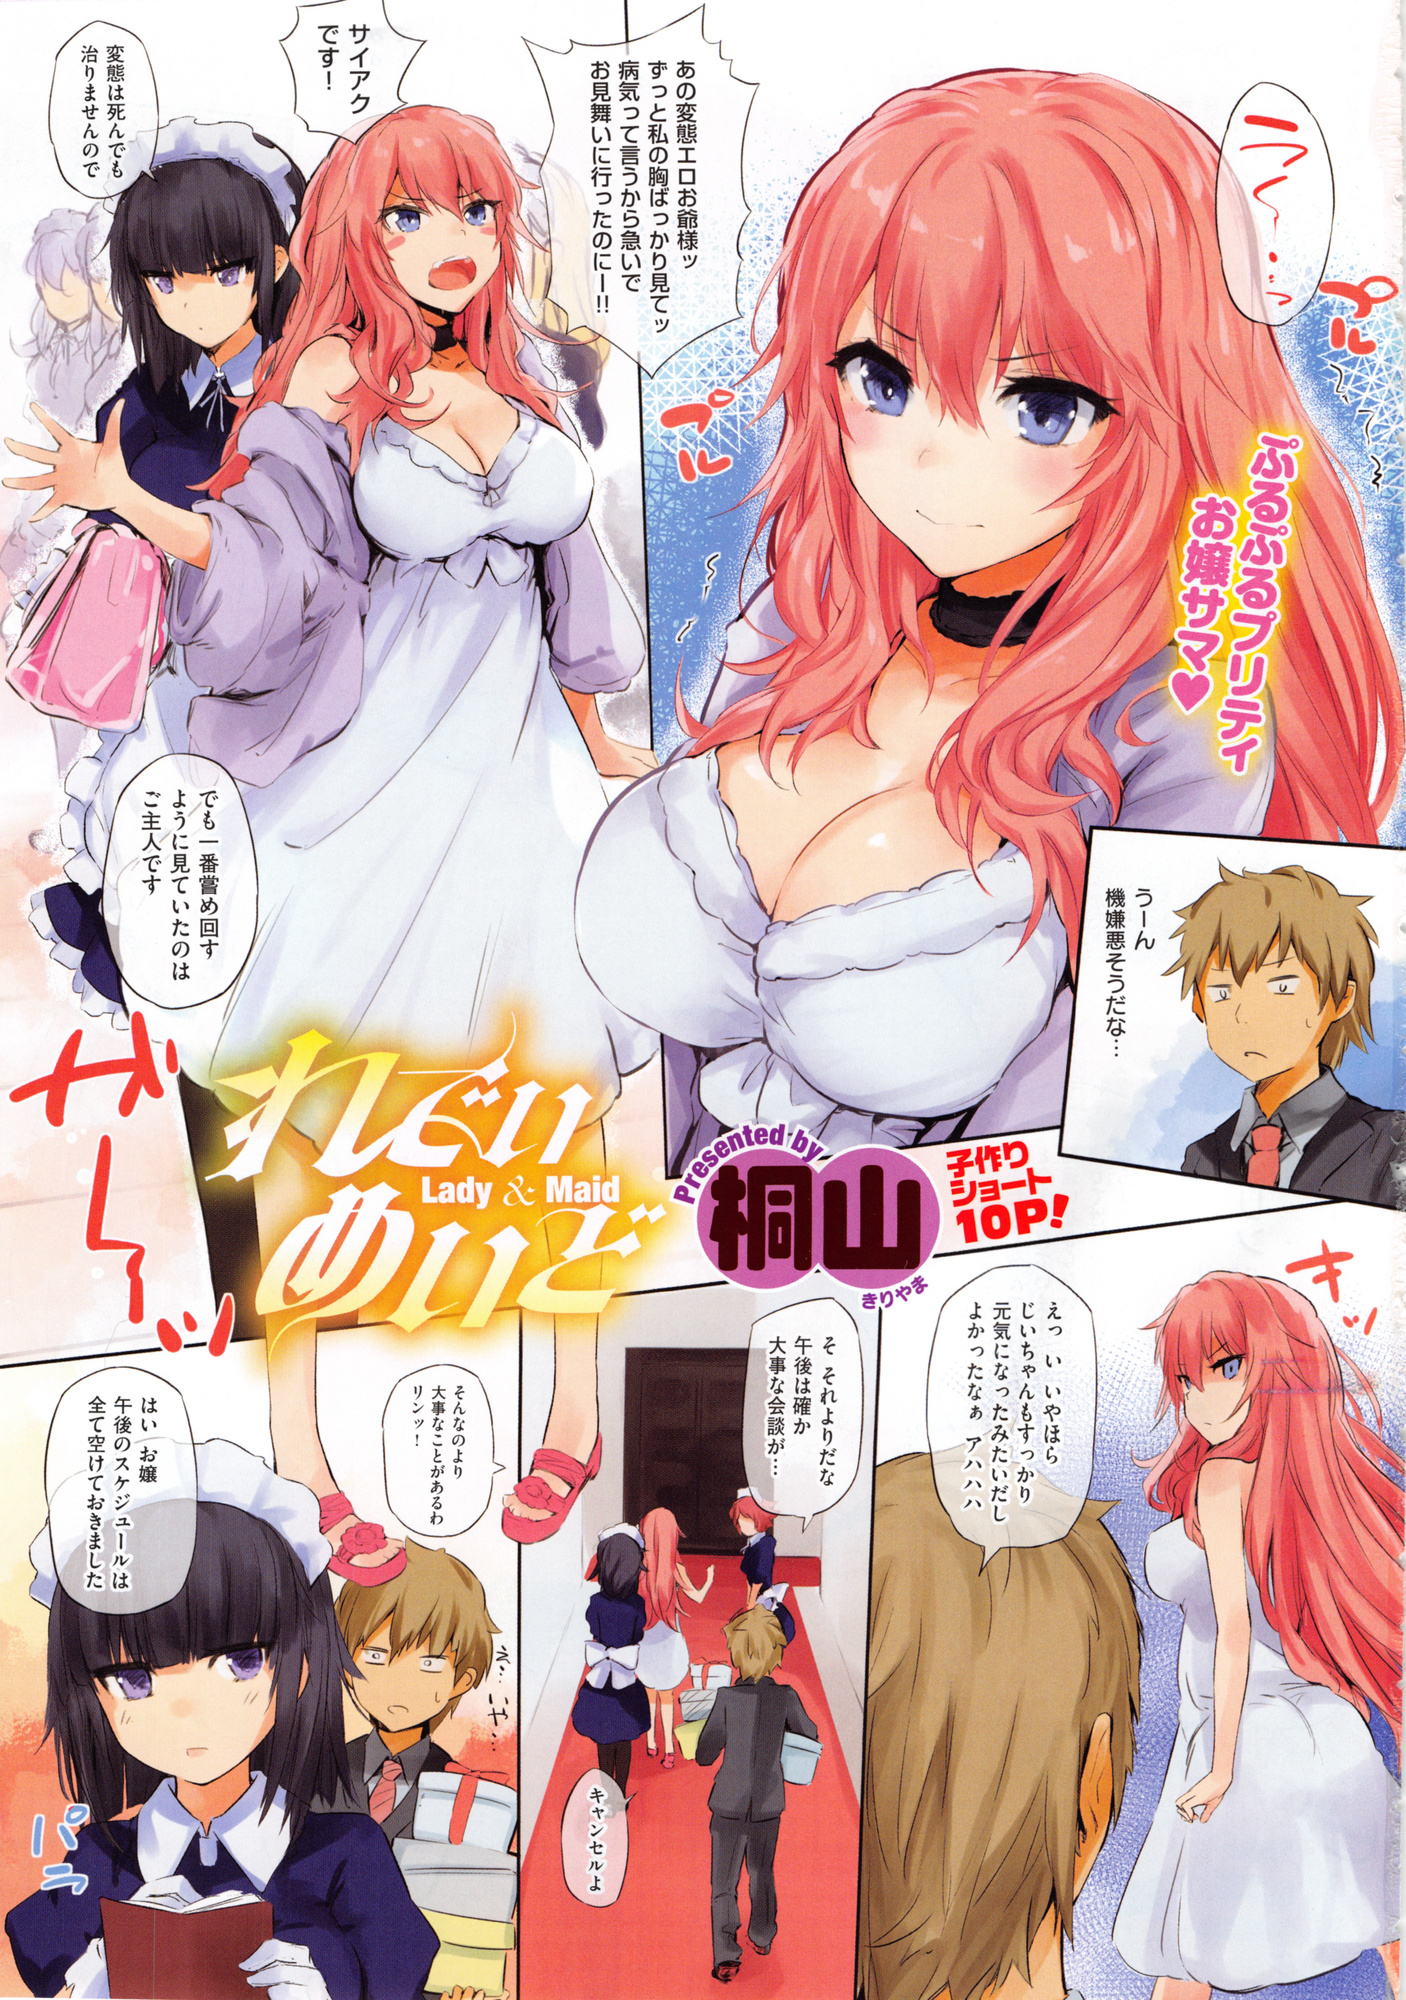 う〜…っ
プル
プル
ぷるぷるプリティ
お嬢サマ♥
あの変態エロお爺様ッ
ずっと私の胸ばっかり見てッ
病気って言うから急いで
お見舞いに行ったのにー!!
サイアク
です！
変態は死んでも
治りませんので
でも一番嘗め回す
ように見ていたのは
ご主人です
うーん
機嫌悪そうだな…
ガーーッ
れでぃ
Lady & Maid
めいど
Presented by
桐山
きりやま
子作り
ショート
10P!
キッ
えっ い いやほら
じいちゃんもすっかり
元気になったみたいだし
よかったなぁ アハハハ
そ それよりだな
午後は確か
大事な会談が…
キャンセルよ
そんなのより
大事なことがあるわ
リンッ！
はい お嬢
午後のスケジュールは
全て空けておきました
いや…
パラ